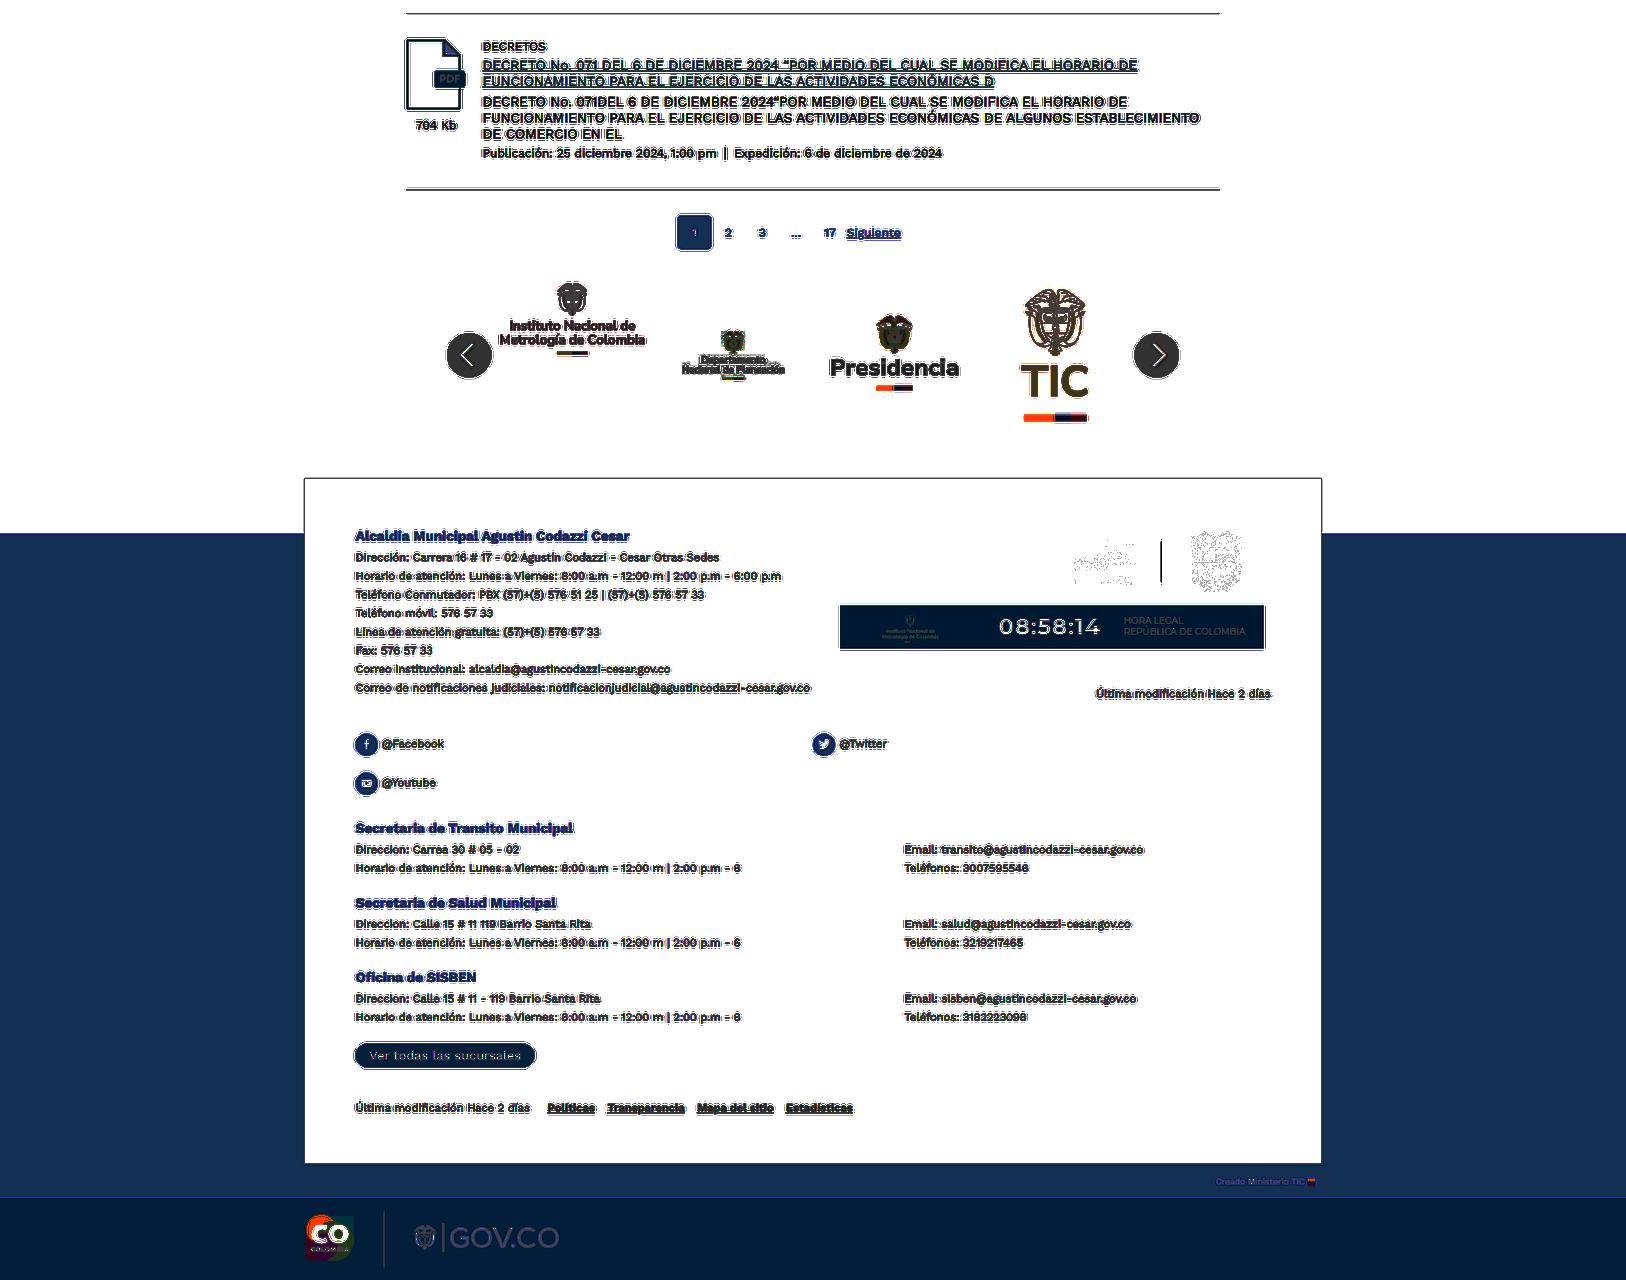 DECRETOS
DECRETO No. 071 DEL 6 DE DICIEMBRE 2024 "POR MEDIO DEL CUAL SE MODIFICA EL HORARIO DE
FUNCIONAMIENTO PARA EL EJERCICIO DE LAS ACTIVIDADES ECONÓMICAS D
PDF
704 Kb
DECRETO No. 071DEL 6 DE DICIEMBRE 2024"POR MEDIO DEL CUAL SE MODIFICA EL HORARIO DE
FUNCIONAMIENTO PARA EL EJERCICIO DE LAS ACTIVIDADES ECONÓMICAS DE ALGUNOS ESTABLECIMIENTO
DE COMERCIO EN EL
Publicación: 25 diciembre 2024, 1:00 pm | Expedición: 6 de diciembre de 2024
1 2 3 ... 17 Siguiente
Instituto Nacional de
Metrología de Colombia
Departamento
Nacional de Planeación
Presidencia
TIC
Alcaldía Municipal Agustín Codazzi Cesar
Dirección: Carrera 16 # 17 - 02 Agustín Codazzi - Cesar Otras Sedes
Horario de atención: Lunes a Viernes: 8:00 a.m - 12:00 m | 2:00 p.m - 6:00 p.m
Teléfono Conmutador: PBX (57)+(5) 576 51 25 | (57)+(5) 576 57 33
Teléfono móvil: 576 57 33
Línea de atención gratuita: (57)+(5) 576 57 33
Fax: 576 57 33
Correo institucional: alcaldia@agustincodazzi-cesar.gov.co
Correo de notificaciones judiciales: notificacionjudicial@agustincodazzi-cesar.gov.co
Instituto Nacional de
Metrología de Colombia
08:58:14
HORA LEGAL
REPÚBLICA DE COLOMBIA
Última modificación Hace 2 días
@Facebook
@Twitter
@Youtube
Secretaria de Transito Municipal
Direccion: Carrea 30 # 05 - 02
Email: transito@agustincodazzi-cesar.gov.co
Horario de atención: Lunes a Viernes: 8:00 a.m - 12:00 m | 2:00 p.m - 6
Teléfonos: 3007595546
Secretaria de Salud Municipal
Direccion: Calle 15 # 11 119 Barrio Santa Rita
Email: salud@agustincodazzi-cesar.gov.co
Horario de atención: Lunes a Viernes: 8:00 a.m - 12:00 m | 2:00 p.m - 6
Teléfonos: 3219217465
Oficina de SISBEN
Direccion: Calle 15 # 11 - 119 Barrio Santa Rita
Email: sisben@agustincodazzi-cesar.gov.co
Horario de atención: Lunes a Viernes: 8:00 a.m - 12:00 m | 2:00 p.m - 6
Teléfonos: 3182223098
Ver todas las sucursales
Última modificación Hace 2 días Políticas Transparencia Mapa del sitio Estadísticas
Creado Ministerio TIC
CO
COLOMBIA
GOV.CO